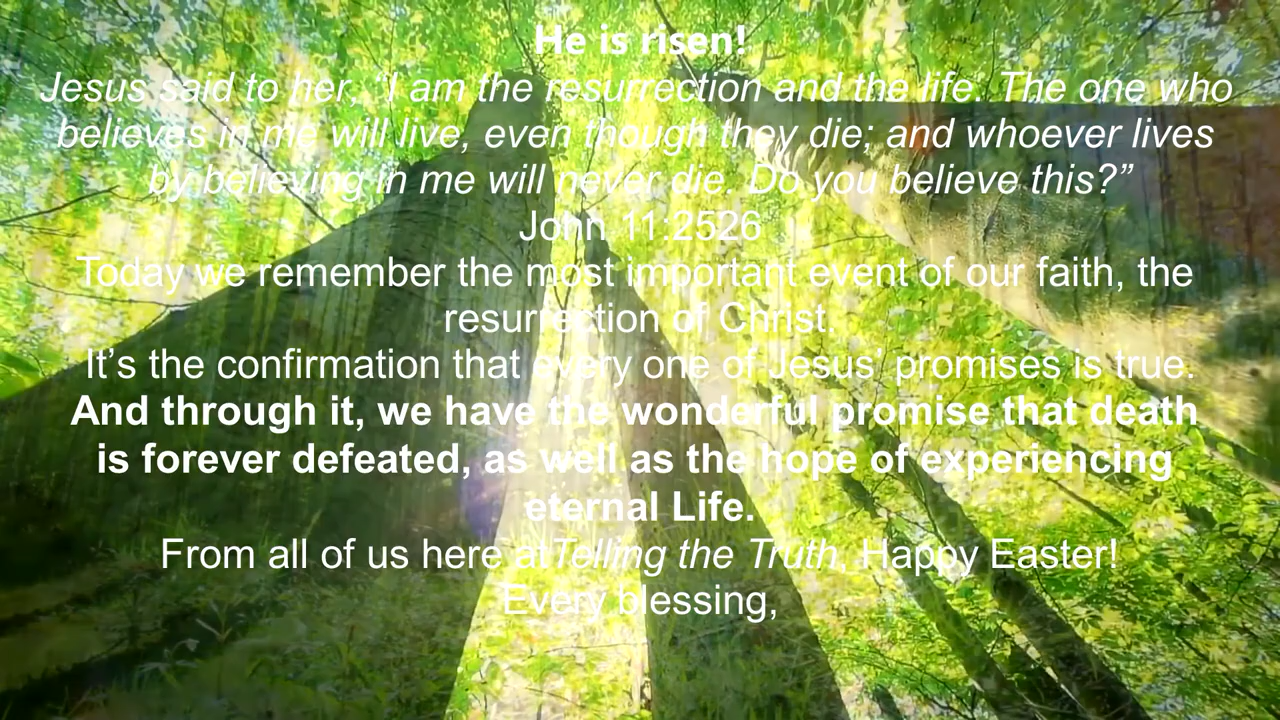 He is risen!
Jesus said to her, “I am the resurrection and the life. The one who
believes in me will live, even though they die; and whoever lives
by believing in me will never die. Do you believe this?”
John 11:2526
Today we remember the most important event of our faith, the
resurrection of Christ.
It’s the confirmation that every one of Jesus’ promises is true.
And through it, we have the wonderful promise that death
is forever defeated, as well as the hope of experiencing
eternal Life.
From all of us here atTelling the Truth, Happy Easter!
Every blessing,